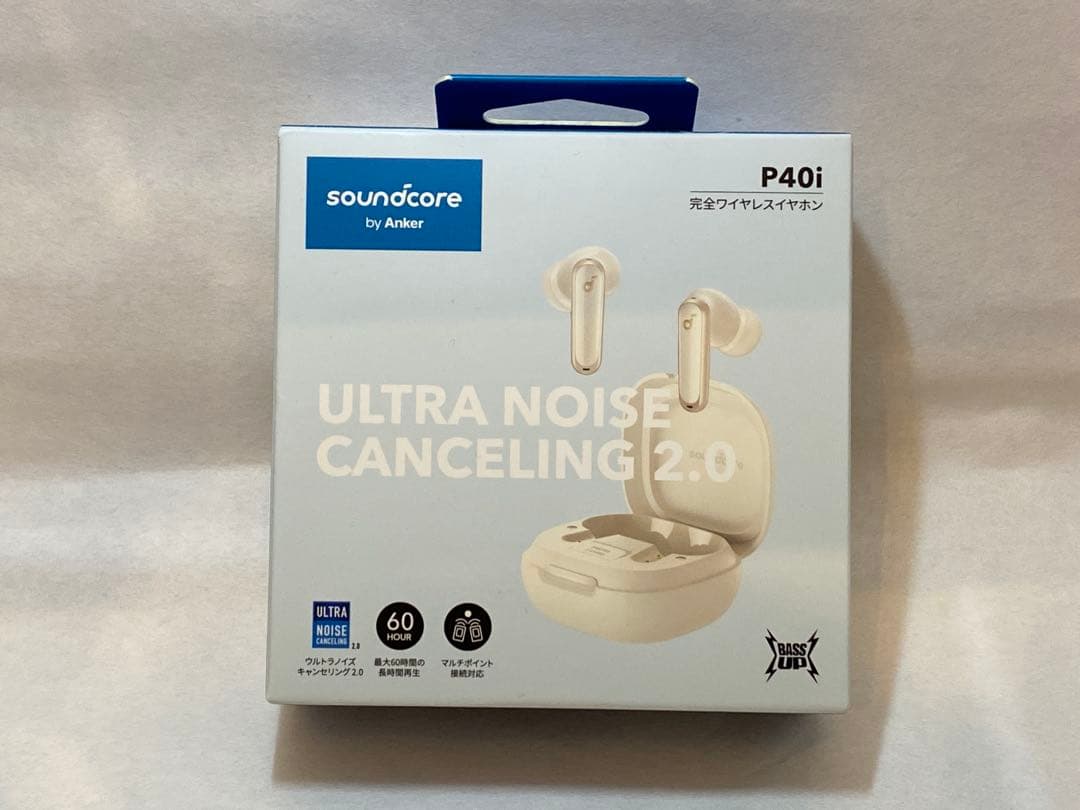 soundcore
by Anker
P40i
完全ワイヤレスイヤホン
ULTRA NOISE
CANCELING 2.0
soundcore
ULTRA
NOISE
CANCELING 2.0
ウルトラノイズ
キャンセリング 2.0
60
HOUR
最大60時間の
長時間再生
マルチポイント
接続対応
BASS
UP